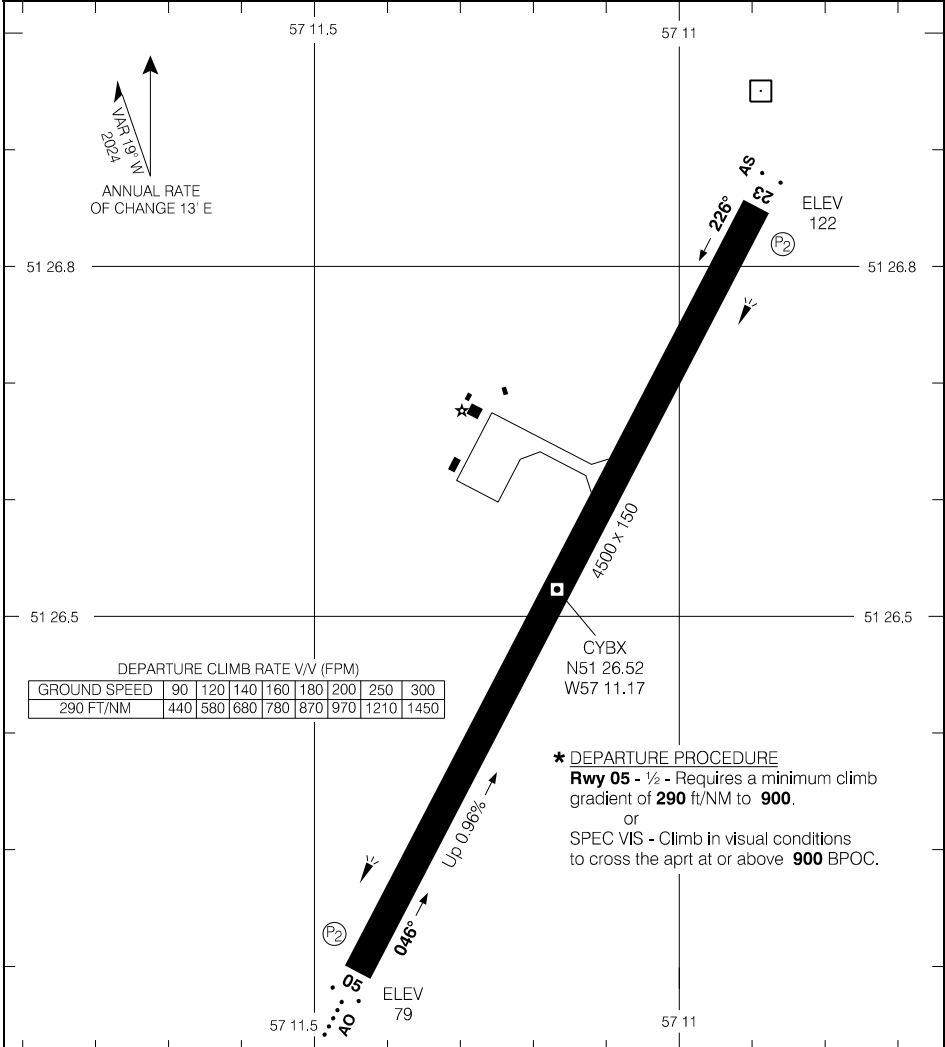 57 11.5
57 11
VAR 19° W
2024
ANNUAL RATE
OF CHANGE 13' E
AS
23
226°
ELEV
122
P2
51 26.8
51 26.8
4500 x 150
51 26.5
51 26.5
CYBX
N51 26.52
W57 11.17
DEPARTURE CLIMB RATE V/V (FPM)
GROUND SPEED 90 120 140 160 180 200 250 300
290 FT/NM 440 580 680 780 870 970 1210 1450
* DEPARTURE PROCEDURE
Rwy 05 - ½ - Requires a minimum climb
gradient of 290 ft/NM to 900.
or
SPEC VIS - Climb in visual conditions
to cross the aprt at or above 900 BPOC.
Up 0.96%
046°
P2
05
AO
ELEV
79
57 11.5
57 11